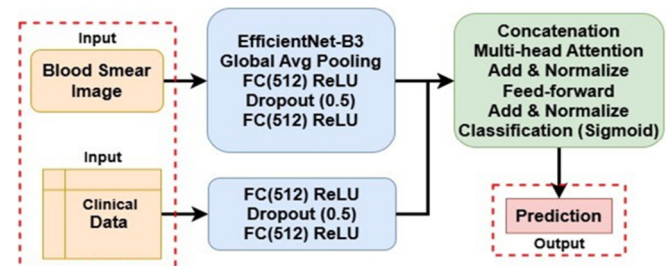 Input
Blood Smear
Image
EfficientNet-B3
Global Avg Pooling
FC(512) ReLU
Dropout (0.5)
FC(512) ReLU
Input
Clinical
Data
FC(512) ReLU
Dropout (0.5)
FC(512) ReLU
Concatenation
Multi-head Attention
Add & Normalize
Feed-forward
Add & Normalize
Classification (Sigmoid)
Prediction
Output